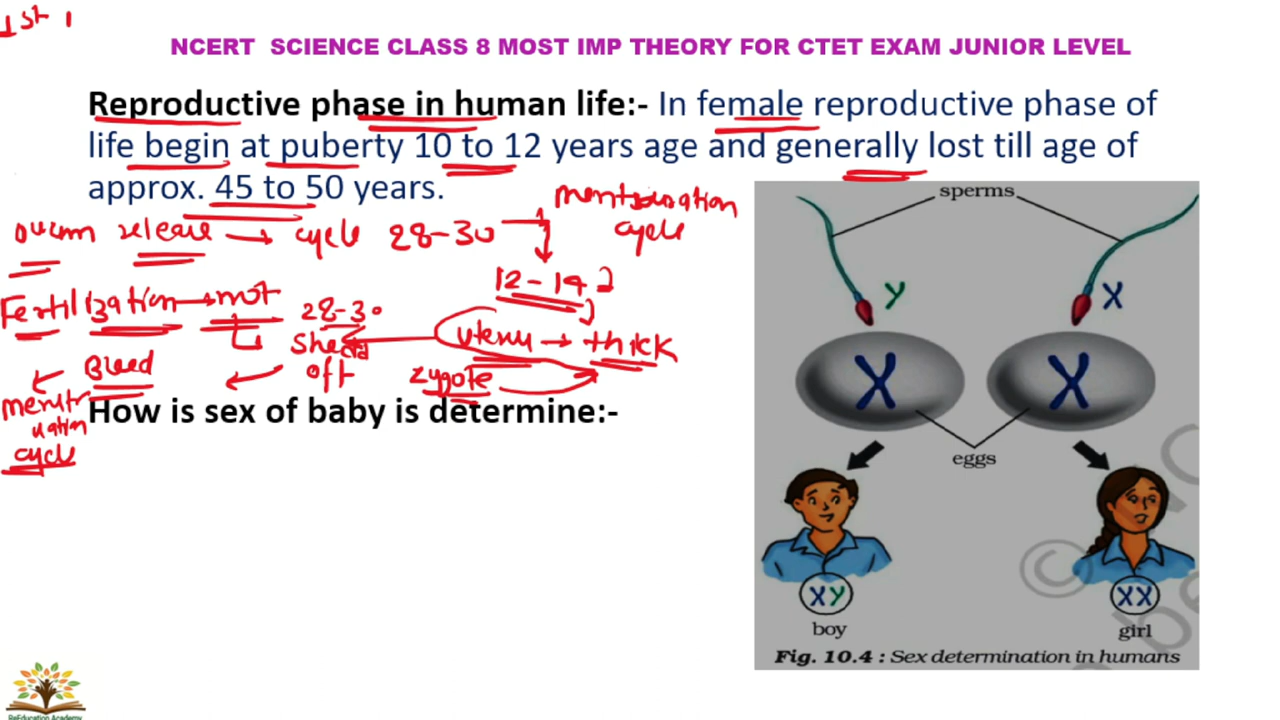 1st
NCERT SCIENCE CLASS 8 MOST IMP THEORY FOR CTET EXAM JUNIOR LEVEL
Reproductive phase in human life:- In female reproductive phase of
life begin at puberty 10 to 12 years age and generally lost till age of
approx. 45 to 50 years.
ovum release → cycle 28-30
cycle
12-14
Fertilization → not
28-30
uterus → thick
shed
off
Bleed
zygote
cycle
How is sex of baby is determine:-
sperms
Y
X
X
X
eggs
XY
XX
boy
girl
Fig. 10.4 : Sex determination in humans
©
be
ReEducation Academy